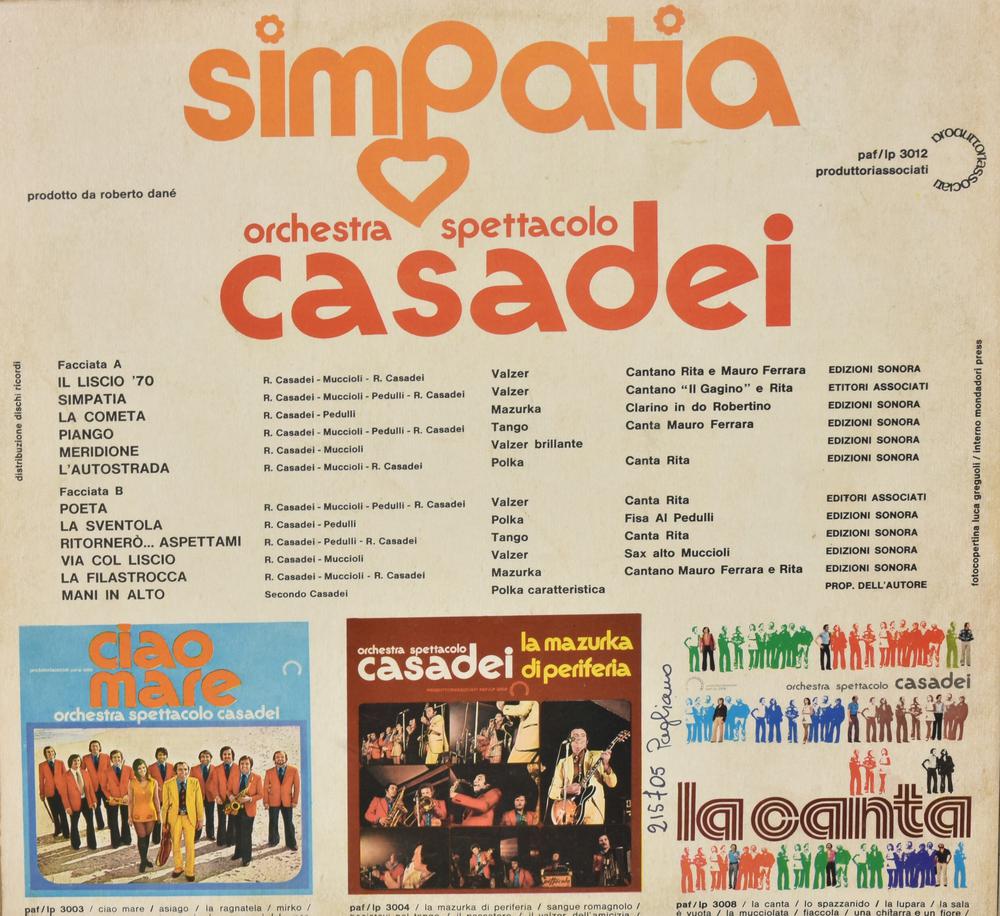 simpatia
paf/lp 3012
produttoriassociati
produttoriassociati
prodotto da roberto dané
orchestra spettacolo
casadei
distribuzione dischi ricordi
fotocopertina luca greguoli / interno mondadori press
Facciata A
IL LISCIO '70 R. Casadei - Muccioli - R. Casadei Valzer Cantano Rita e Mauro Ferrara EDIZIONI SONORA
SIMPATIA R. Casadei - Muccioli - Pedulli - R. Casadei Valzer Cantano "Il Gagino" e Rita ETITORI ASSOCIATI
LA COMETA R. Casadei - Pedulli Mazurka Clarino in do Robertino EDIZIONI SONORA
PIANGO R. Casadei - Muccioli - Pedulli - R. Casadei Tango Canta Mauro Ferrara EDIZIONI SONORA
MERIDIONE R. Casadei - Muccioli Valzer brillante EDIZIONI SONORA
L'AUTOSTRADA R. Casadei - Muccioli - R. Casadei Polka Canta Rita EDIZIONI SONORA
Facciata B
POETA R. Casadei - Muccioli - Pedulli - R. Casadei Valzer Canta Rita EDITORI ASSOCIATI
LA SVENTOLA R. Casadei - Pedulli Polka Fisa Al Pedulli EDIZIONI SONORA
RITORNERÒ... ASPETTAMI R. Casadei - Pedulli - R. Casadei Tango Canta Rita EDIZIONI SONORA
VIA COL LISCIO R. Casadei - Muccioli Valzer Sax alto Muccioli EDIZIONI SONORA
LA FILASTROCCA R. Casadei - Muccioli - R. Casadei Mazurka Cantano Mauro Ferrara e Rita EDIZIONI SONORA
MANI IN ALTO Secondo Casadei Polka caratteristica PROP. DELL'AUTORE
ciao
mare
orchestra spettacolo casadei
orchestra spettacolo
casadei
la mazurka
di periferia
215705 Pagliano
orchestra spettacolo casadei
la canta
paf/lp 3003 / ciao mare / asiago / la ragnatela / mirko /
paf/lp 3004 / la mazurka di periferia / sangue romagnolo /
paf/lp 3008 / la canta / lo spazzanido / la lupara / la sala
è vuota / la mucciolata / fiaccola / una chitarra e un fiore /